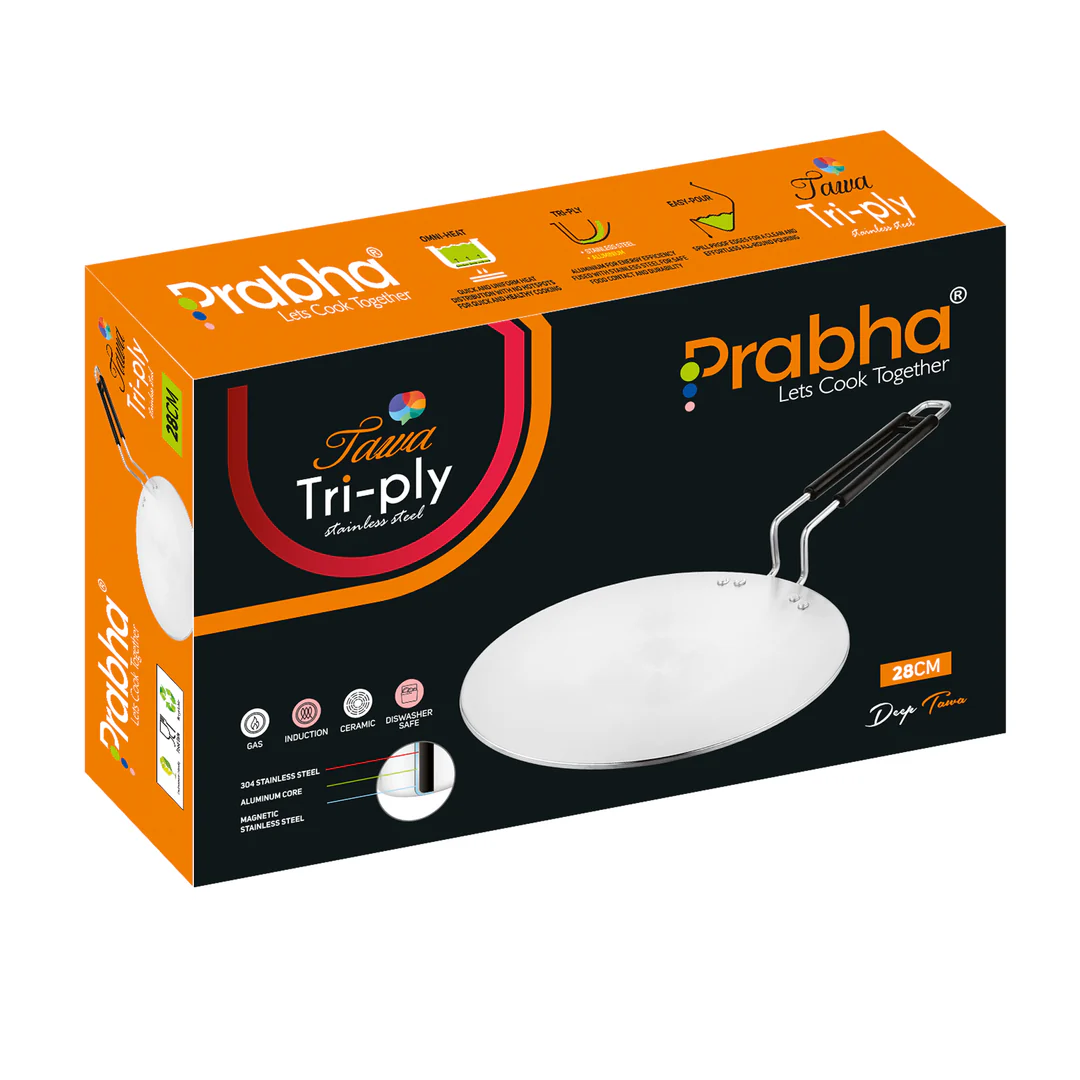 Prabha®
Lets Cook Together
OMNI-HEAT
QUICK AND UNIFORM HEAT
DISTRIBUTION WITH NO HOTSPOTS
FOR QUICK AND HEALTHY COOKING
TRI-PLY
• STAINLESS STEEL
• ALUMINIUM
ALUMINIUM FOR ENERGY EFFICIENCY
FUSED WITH STAINLESS STEEL FOR SAFE
FOOD CONTACT AND DURABILITY
EASY-POUR
SPILL PROOF EDGES FOR A CLEAN AND
EFFORTLESS ALL-ROUND POURING
Tawa
Tri-ply
stainless steel
Tawa
Tri-ply
Stainless Steel
28CM
Prabha®
Lets Cook Together
Tawa
Tri-ply
stainless steel
Prabha®
Lets Cook Together
GAS
INDUCTION
CERAMIC
DISWASHER
SAFE
304 STAINLESS STEEL
ALUMINUM CORE
MAGNETIC
STAINLESS STEEL
28CM
Deep Tawa